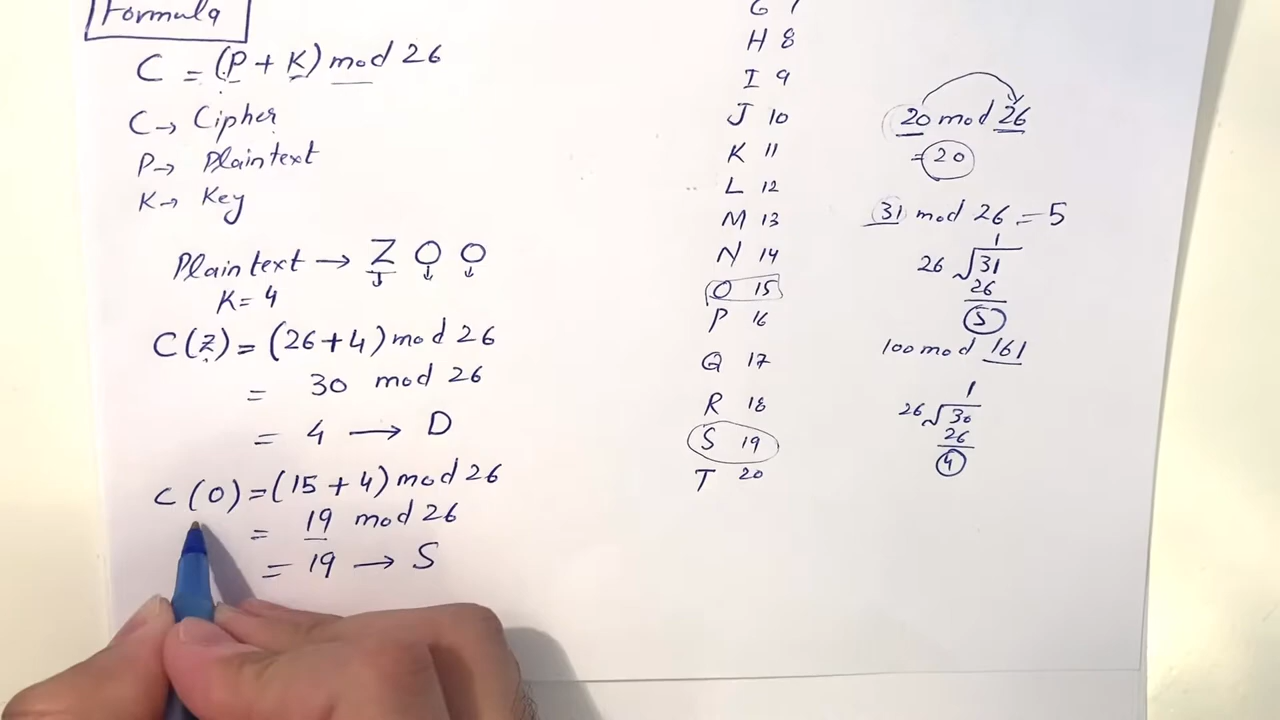 Formula
C = (P + K) mod 26
C → Cipher
P → Plaintext
K → Key
Plaintext → Z O O
K = 4
C(Z) = (26+4) mod 26
= 30 mod 26
= 4 → D
C(O) = (15 + 4) mod 26
= 19 mod 26
= 19 → S
G 7
H 8
I 9
J 10
K 11
L 12
M 13
N 14
O 15
P 16
Q 17
R 18
S 19
T 20
20 mod 26
= 20
31 mod 26 = 5
1
26 √31
26
5
100 mod 161
1
26 √30
26
4